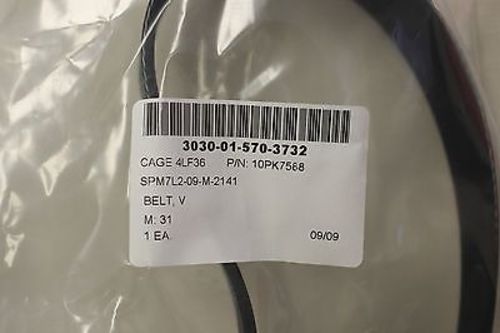 3030-01-570-3732
CAGE 4LF36 P/N: 10PK7568
SPM7L2-09-M-2141
BELT, V
M: 31
1 EA. 09/09